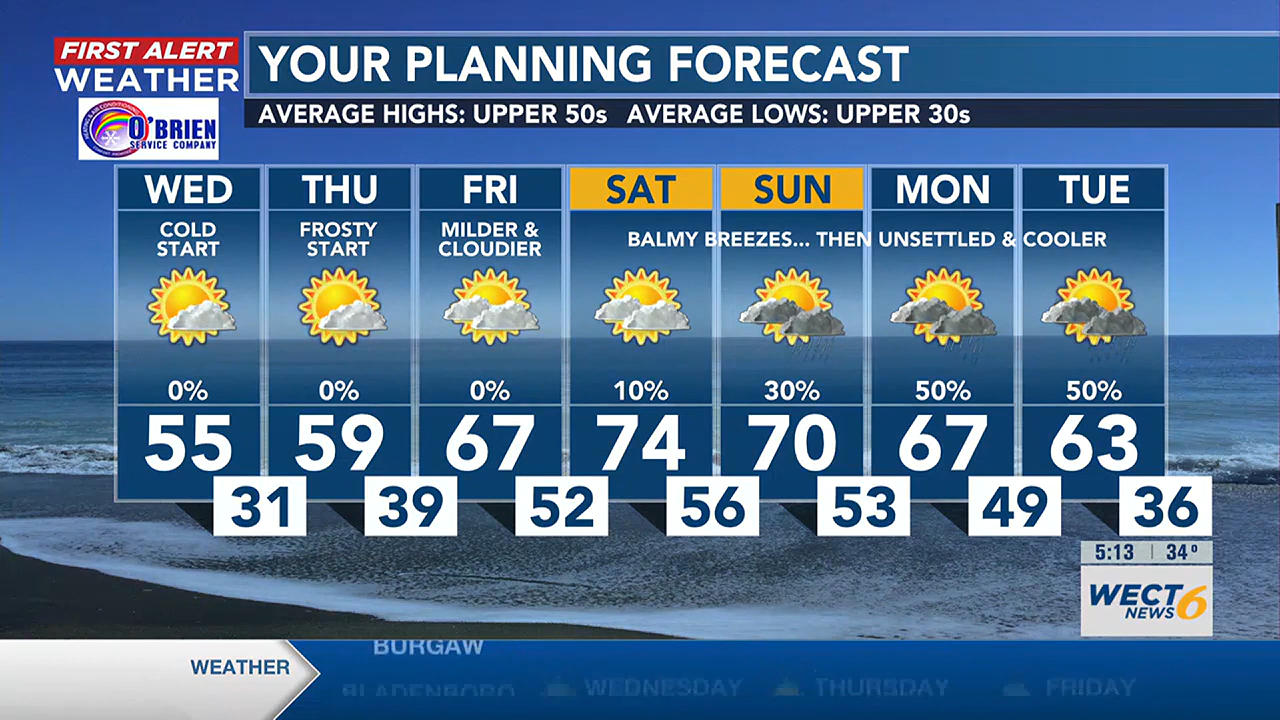 FIRST ALERT
WEATHER
O'BRIEN
SERVICE COMPANY
YOUR PLANNING FORECAST
AVERAGE HIGHS: UPPER 50s AVERAGE LOWS: UPPER 30s
WED THU FRI SAT SUN MON TUE
COLD START
FROSTY START
MILDER & CLOUDIER
BALMY BREEZES... THEN UNSETTLED & COOLER
0% 0% 0% 10% 30% 50% 50%
55 59 67 74 70 67 63
31 39 52 56 53 49 36
5:13 34°
WECT 6
NEWS
WEATHER
BURGAW
BLADENBORO WEDNESDAY THURSDAY FRIDAY